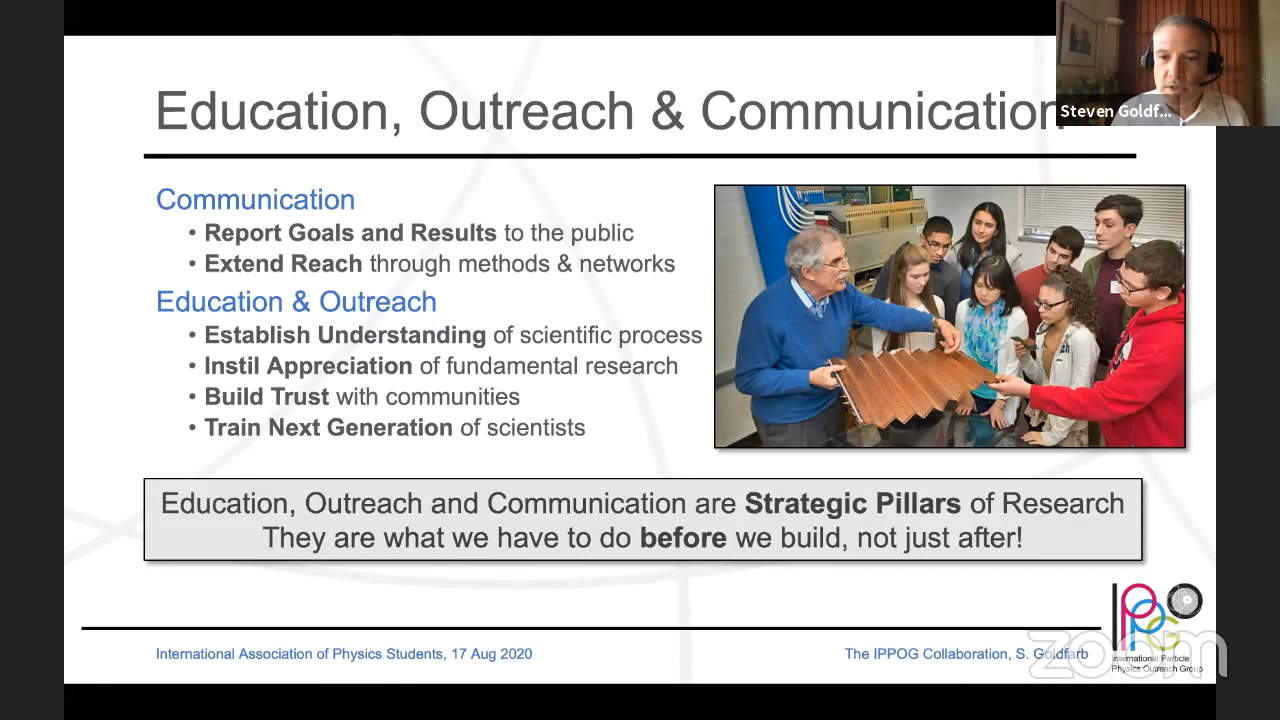 Education, Outreach & Communication
Steven Goldf...
Communication
• Report Goals and Results to the public
• Extend Reach through methods & networks
Education & Outreach
• Establish Understanding of scientific process
• Instil Appreciation of fundamental research
• Build Trust with communities
• Train Next Generation of scientists
Education, Outreach and Communication are Strategic Pillars of Research
They are what we have to do before we build, not just after!
International Association of Physics Students, 17 Aug 2020
The IPPOG Collaboration, S. Goldfarb
IPPOG
zoom
International Particle
Physics Outreach Group